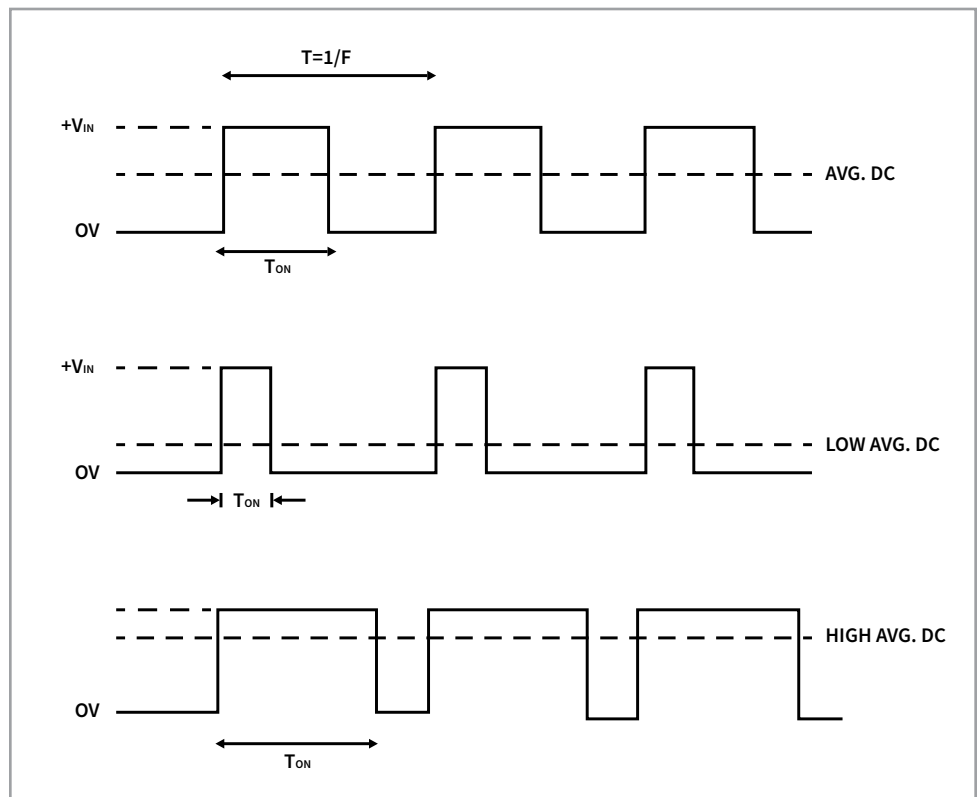 T=1/F
+VIN
AVG. DC
OV
TON
+VIN
LOW AVG. DC
OV
TON
HIGH AVG. DC
OV
TON